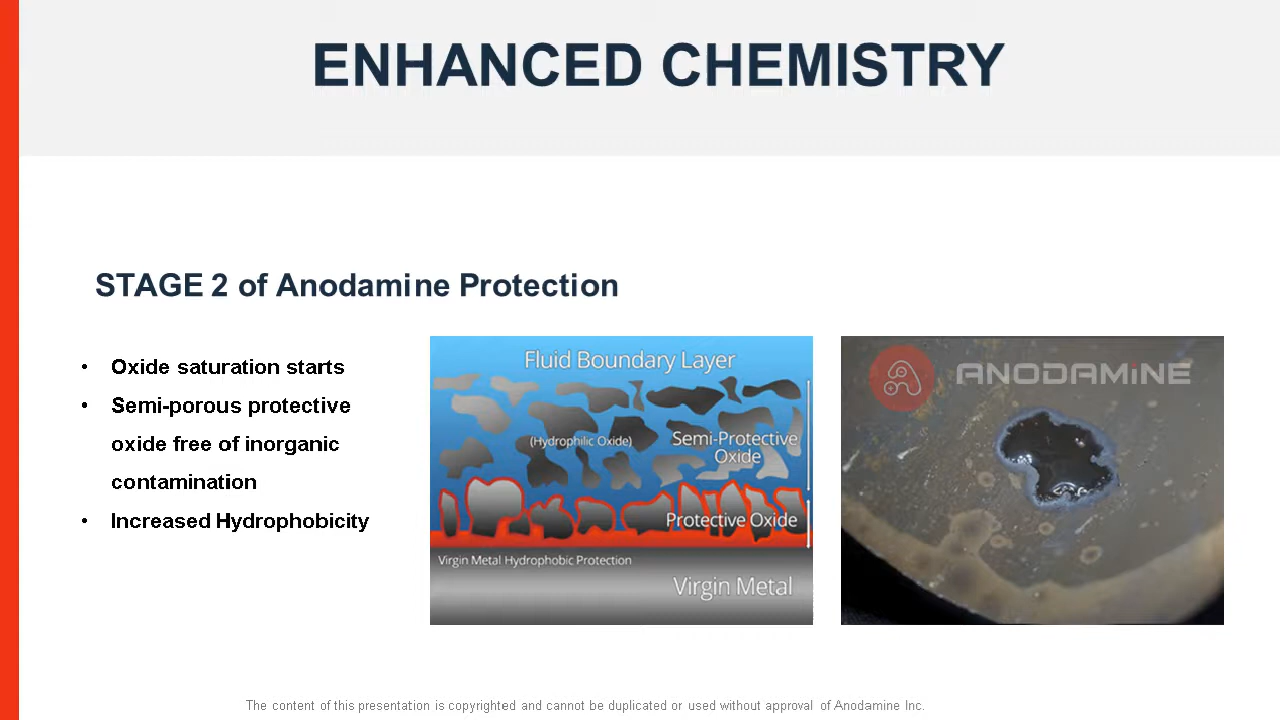 ENHANCED CHEMISTRY
STAGE 2 of Anodamine Protection
• Oxide saturation starts
• Semi-porous protective
oxide free of inorganic
contamination
• Increased Hydrophobicity
Fluid Boundary Layer
(Hydrophilic Oxide)
Semi-Protective
Oxide
Protective Oxide
Virgin Metal Hydrophobic Protection
Virgin Metal
ANODAMiNE
The content of this presentation is copyrighted and cannot be duplicated or used without approval of Anodamine Inc.